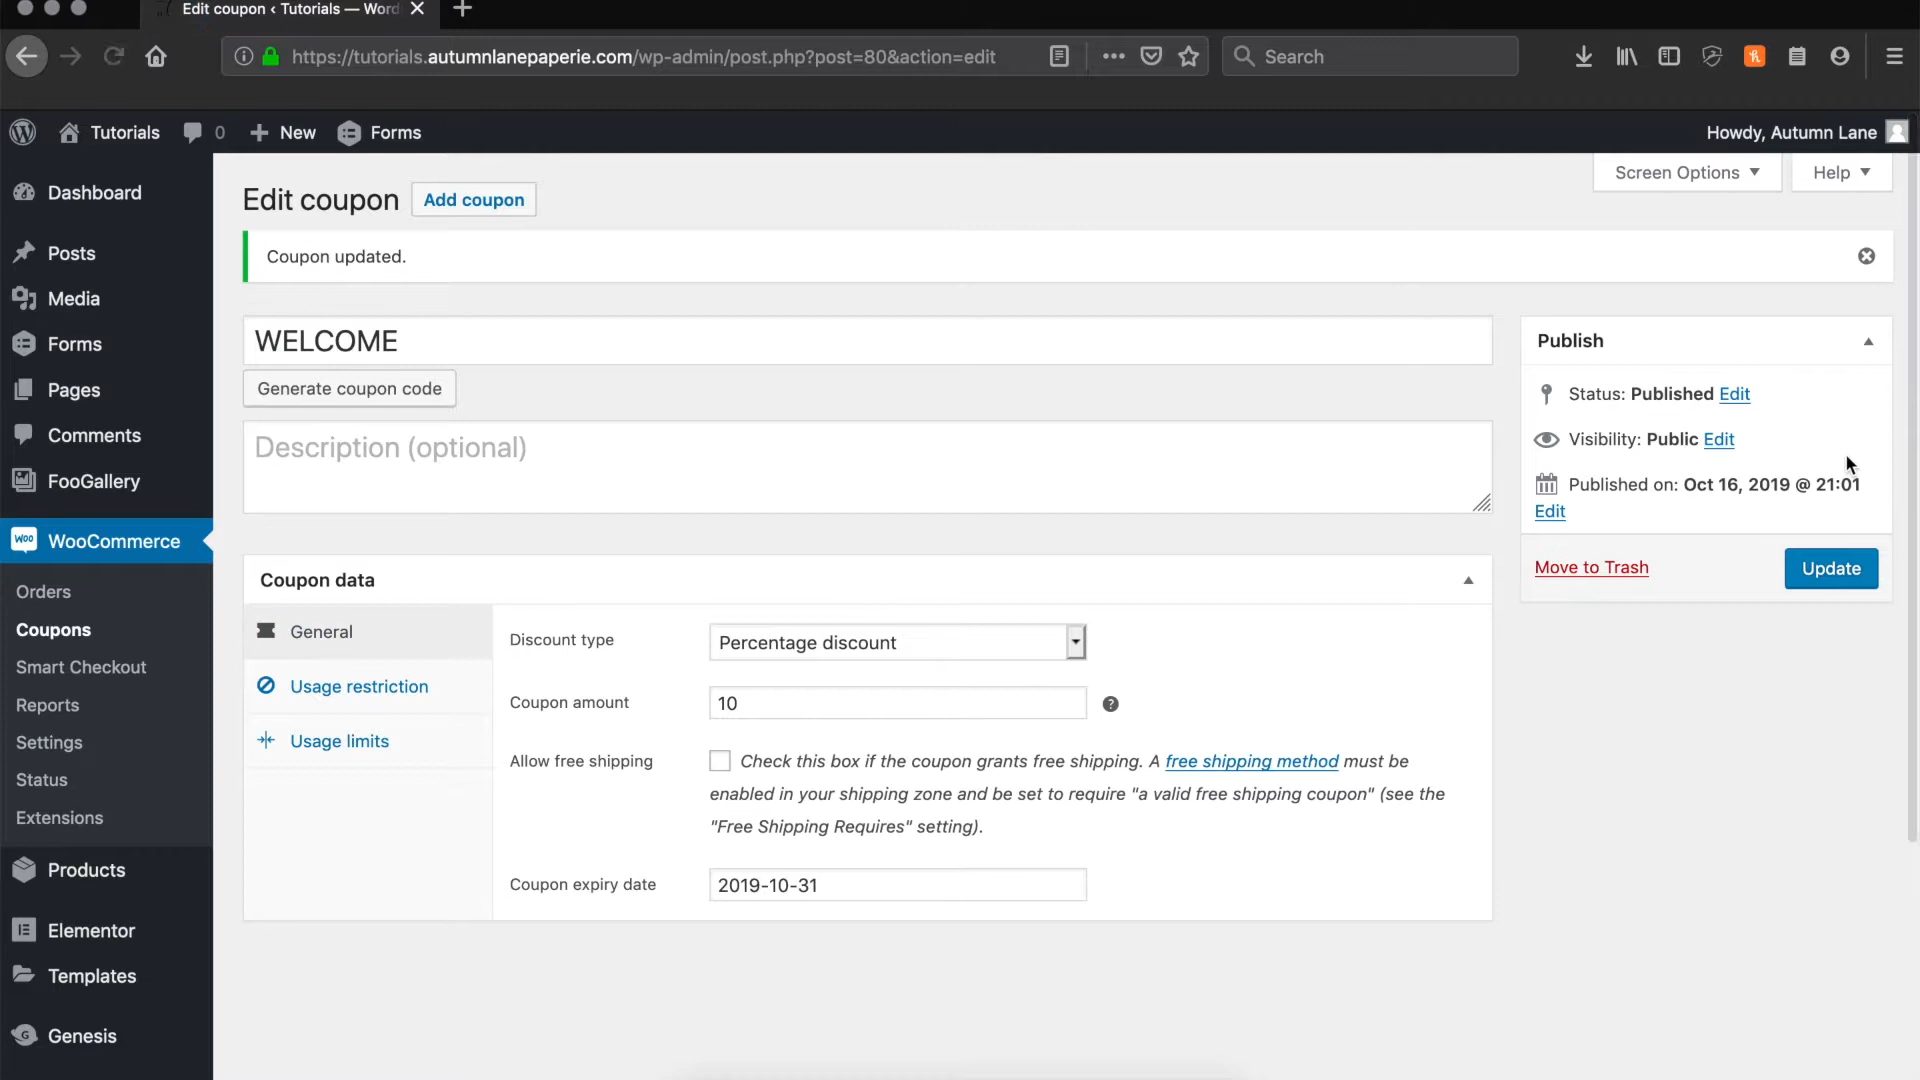 Edit coupon ‹ Tutorials — Word
https://tutorials.autumnlanepaperie.com/wp-admin/post.php?post=80&action=edit
Search
Tutorials
0
New
Forms
Howdy, Autumn Lane
Dashboard
Posts
Media
Forms
Pages
Comments
FooGallery
Woo
WooCommerce
Orders
Coupons
Smart Checkout
Reports
Settings
Status
Extensions
Products
Elementor
Templates
Genesis
Screen Options
Help
Edit coupon
Add coupon
Coupon updated.
WELCOME
Generate coupon code
Description (optional)
Coupon data
General
Usage restriction
Usage limits
Discount type
Percentage discount
Coupon amount
10
?
Allow free shipping
Check this box if the coupon grants free shipping. A free shipping method must be
enabled in your shipping zone and be set to require "a valid free shipping coupon" (see the
"Free Shipping Requires" setting).
Coupon expiry date
2019-10-31
Publish
Status: Published Edit
Visibility: Public Edit
Published on: Oct 16, 2019 @ 21:01
Edit
Move to Trash
Update